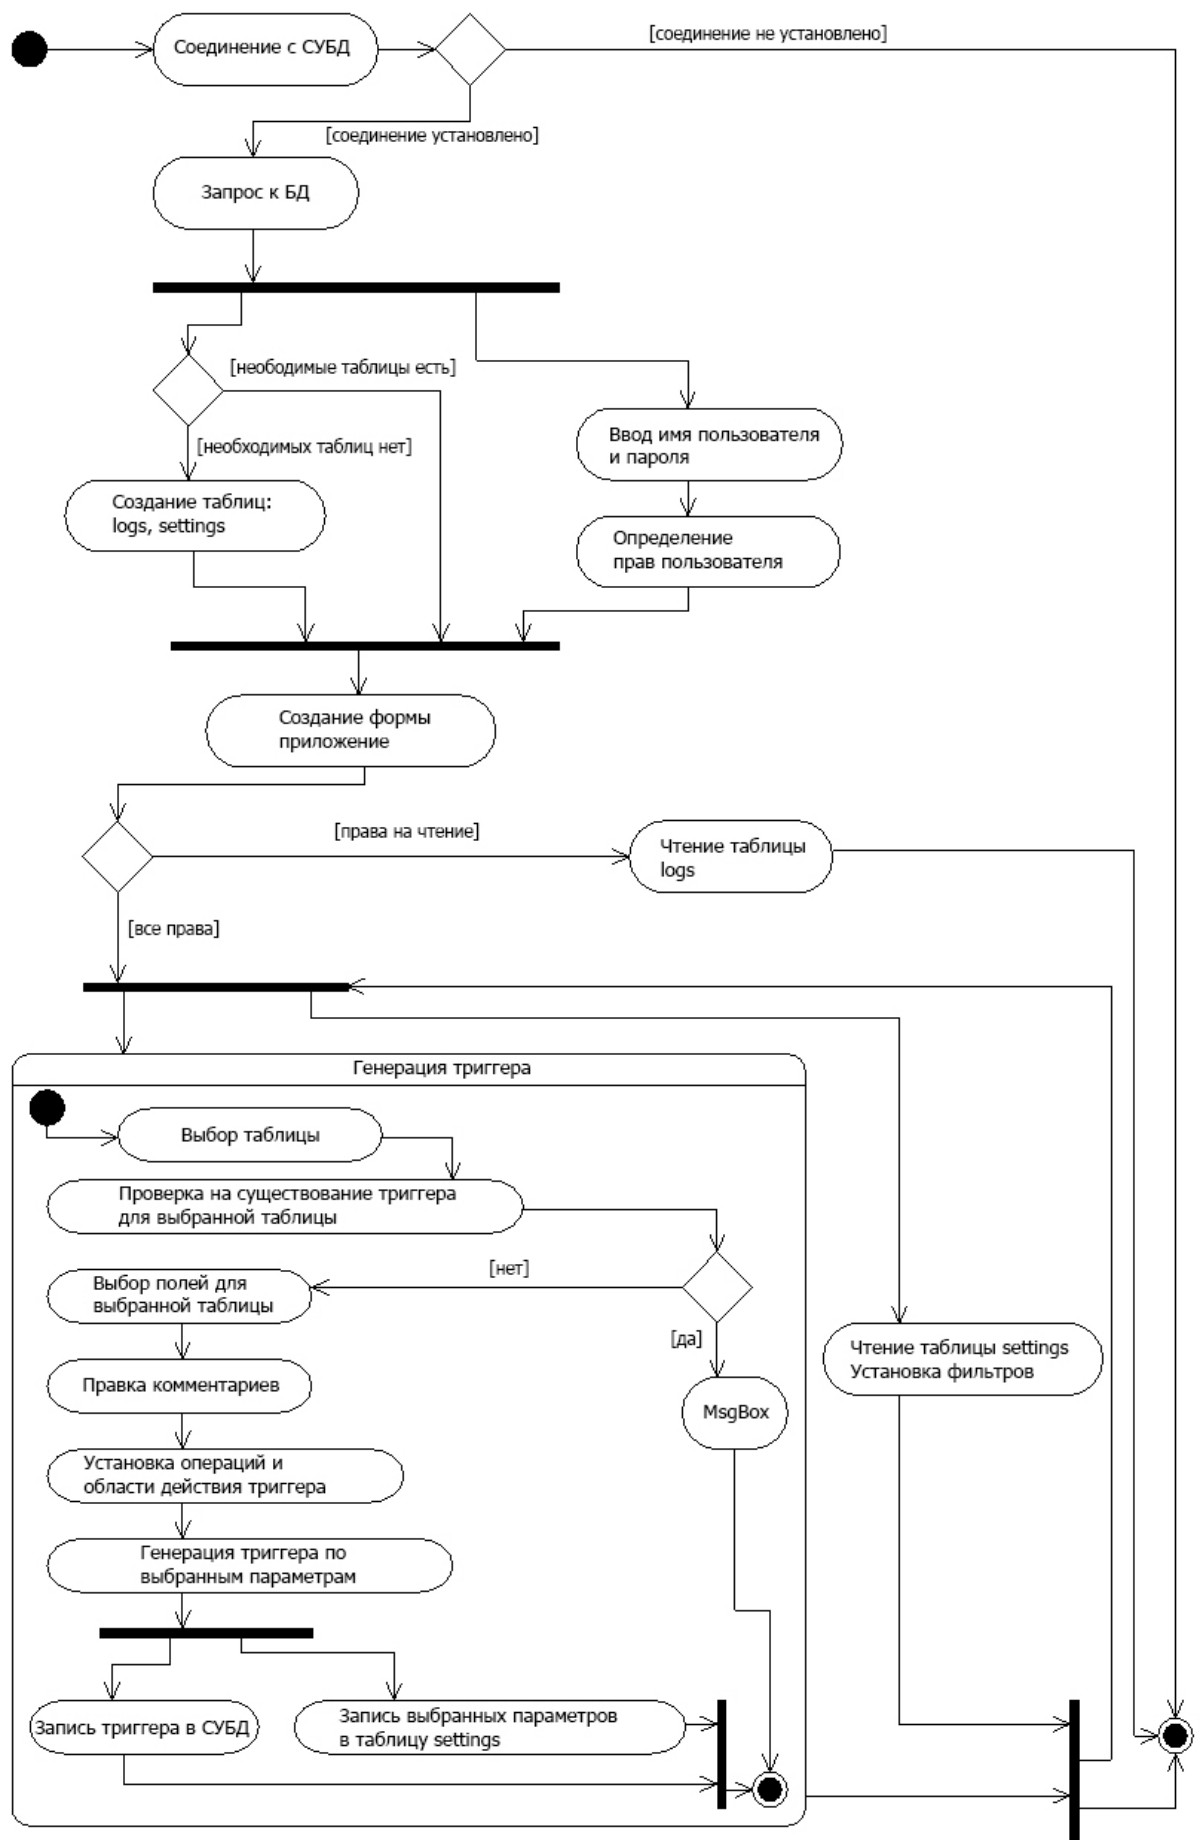 [соединение не установлено]
Соединение с СУБД
[соединение установлено]
Запрос к БД
[неободимые таблицы есть]
[необходимых таблиц нет]
Ввод имя пользователя
и пароля
Создание таблиц:
logs, settings
Определение
прав пользователя
Создание формы
приложение
[права на чтение]
Чтение таблицы
logs
[все права]
Генерация триггера
Выбор таблицы
Проверка на существование триггера
для выбранной таблицы
[нет]
Выбор полей для
выбранной таблицы
[да]
Чтение таблицы settings
Установка фильтров
Правка комментариев
MsgBox
Установка операций и
области действия триггера
Генерация триггера по
выбранным параметрам
Запись триггера в СУБД
Запись выбранных параметров
в таблицу settings